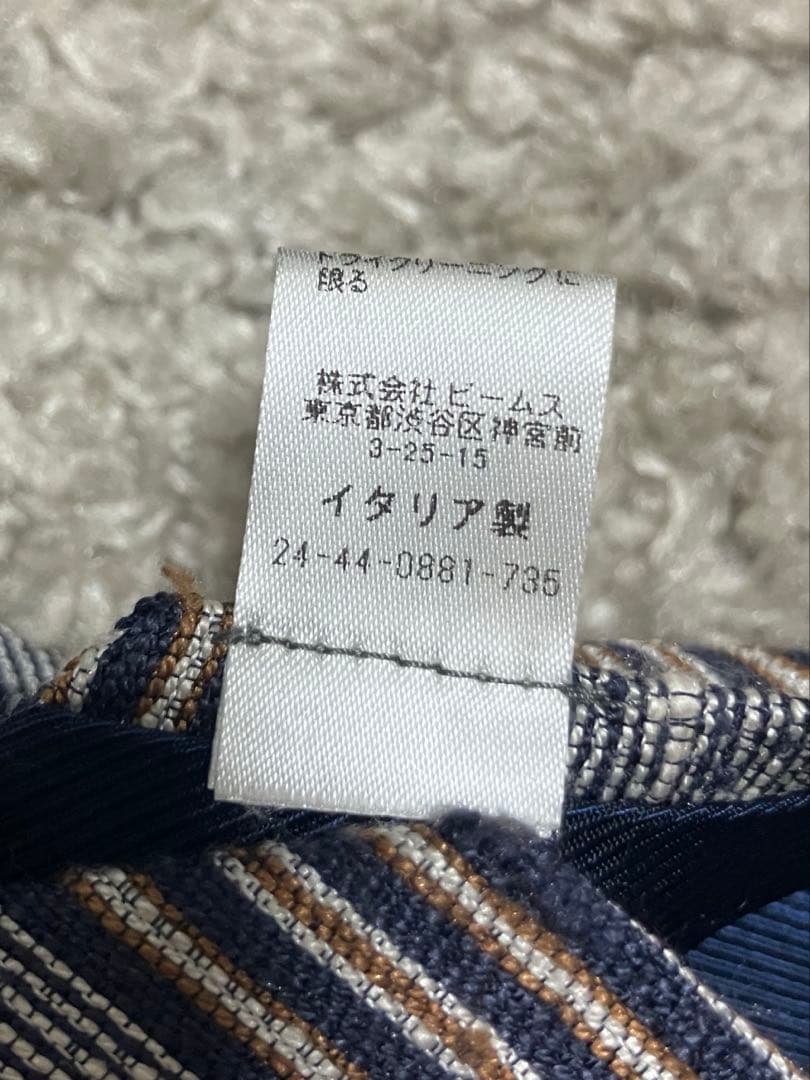 ドライクリーニングに
限る
株式会社 ビームス
東京都渋谷区神宮前
3-25-15
イタリア製
24-44-0881-735